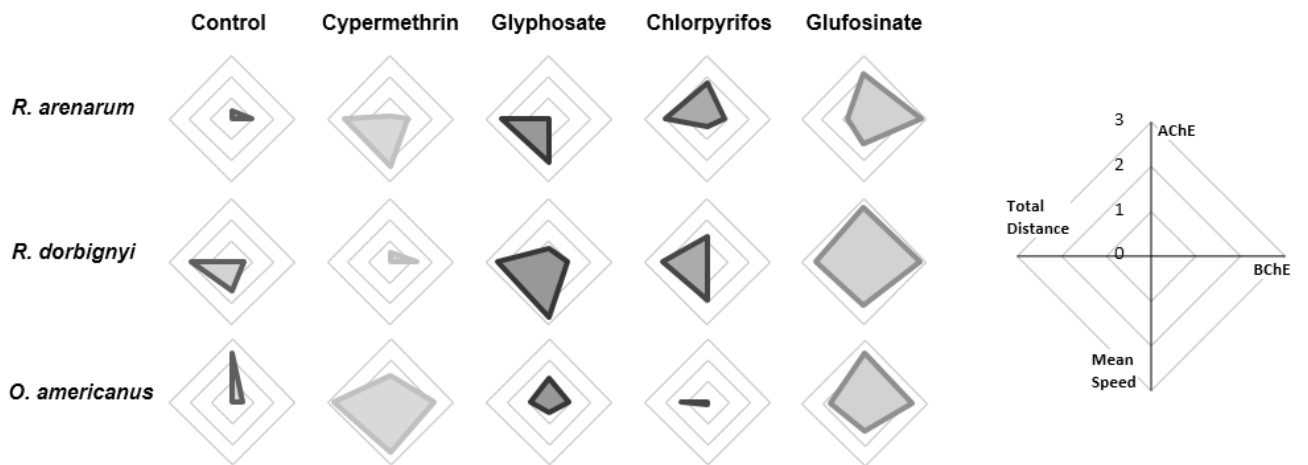 Control Cypermethrin Glyphosate Chlorpyrifos Glufosinate
R. arenarum
R. dorbignyi
O. americanus
3
AChE
2
Total
Distance
1
0
BChE
Mean
Speed